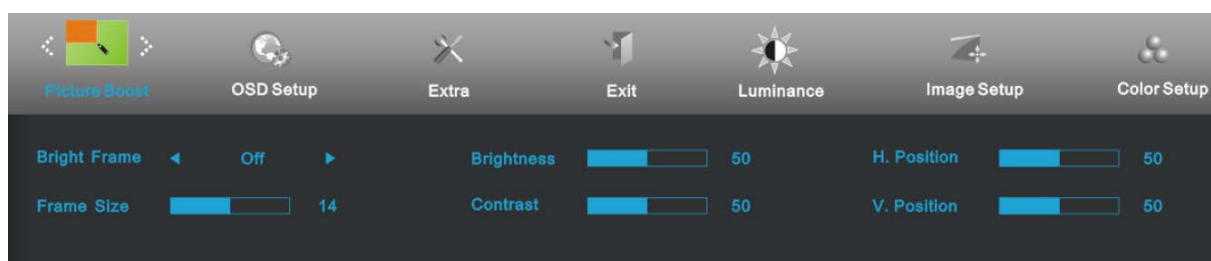 Picture Boost OSD Setup Extra Exit Luminance Image Setup Color Setup
Bright Frame Off Brightness 50 H. Position 50
Frame Size 14 Contrast 50 V. Position 50